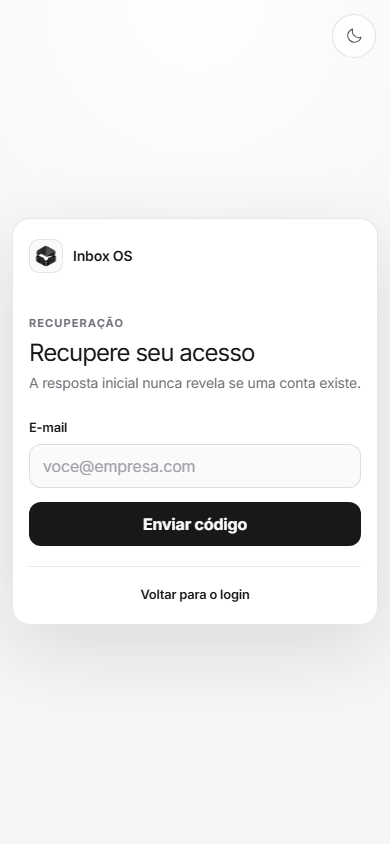 Inbox OS
RECUPERAÇÃO
Recupere seu acesso
A resposta inicial nunca revela se uma conta existe.
E-mail
voce@empresa.com
Enviar código
Voltar para o login